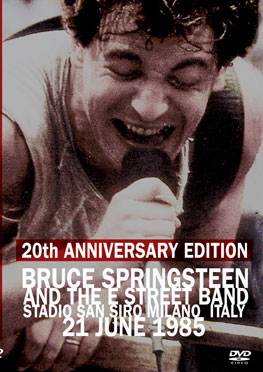 20th ANNIVERSARY EDITION
BRUCE SPRINGSTEEN
AND THE E STREET BAND
STADIO SAN SIRO MILANO ITALY
21 JUNE 1985
DVD
VIDEO